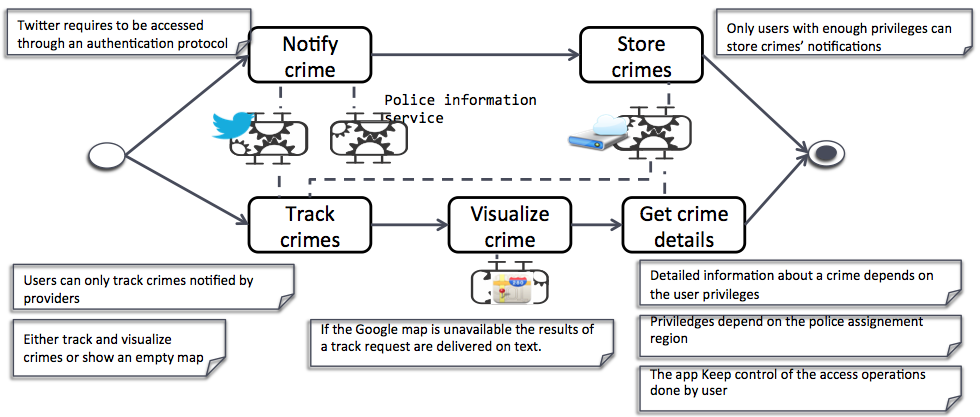 Twitter requires to be accessed
through an authentication protocol
Notify
crime
Store
crimes
Only users with enough privileges can
store crimes' notifications
Police information
service
Track
crimes
Visualize
crime
Get crime
details
Users can only track crimes notified by
providers
Either track and visualize
crimes or show an empty map
If the Google map is unavailable the results of
a track request are delivered on text.
Detailed information about a crime depends on
the user privileges
Priviledges depend on the police assignement
region
The app Keep control of the access operations
done by user